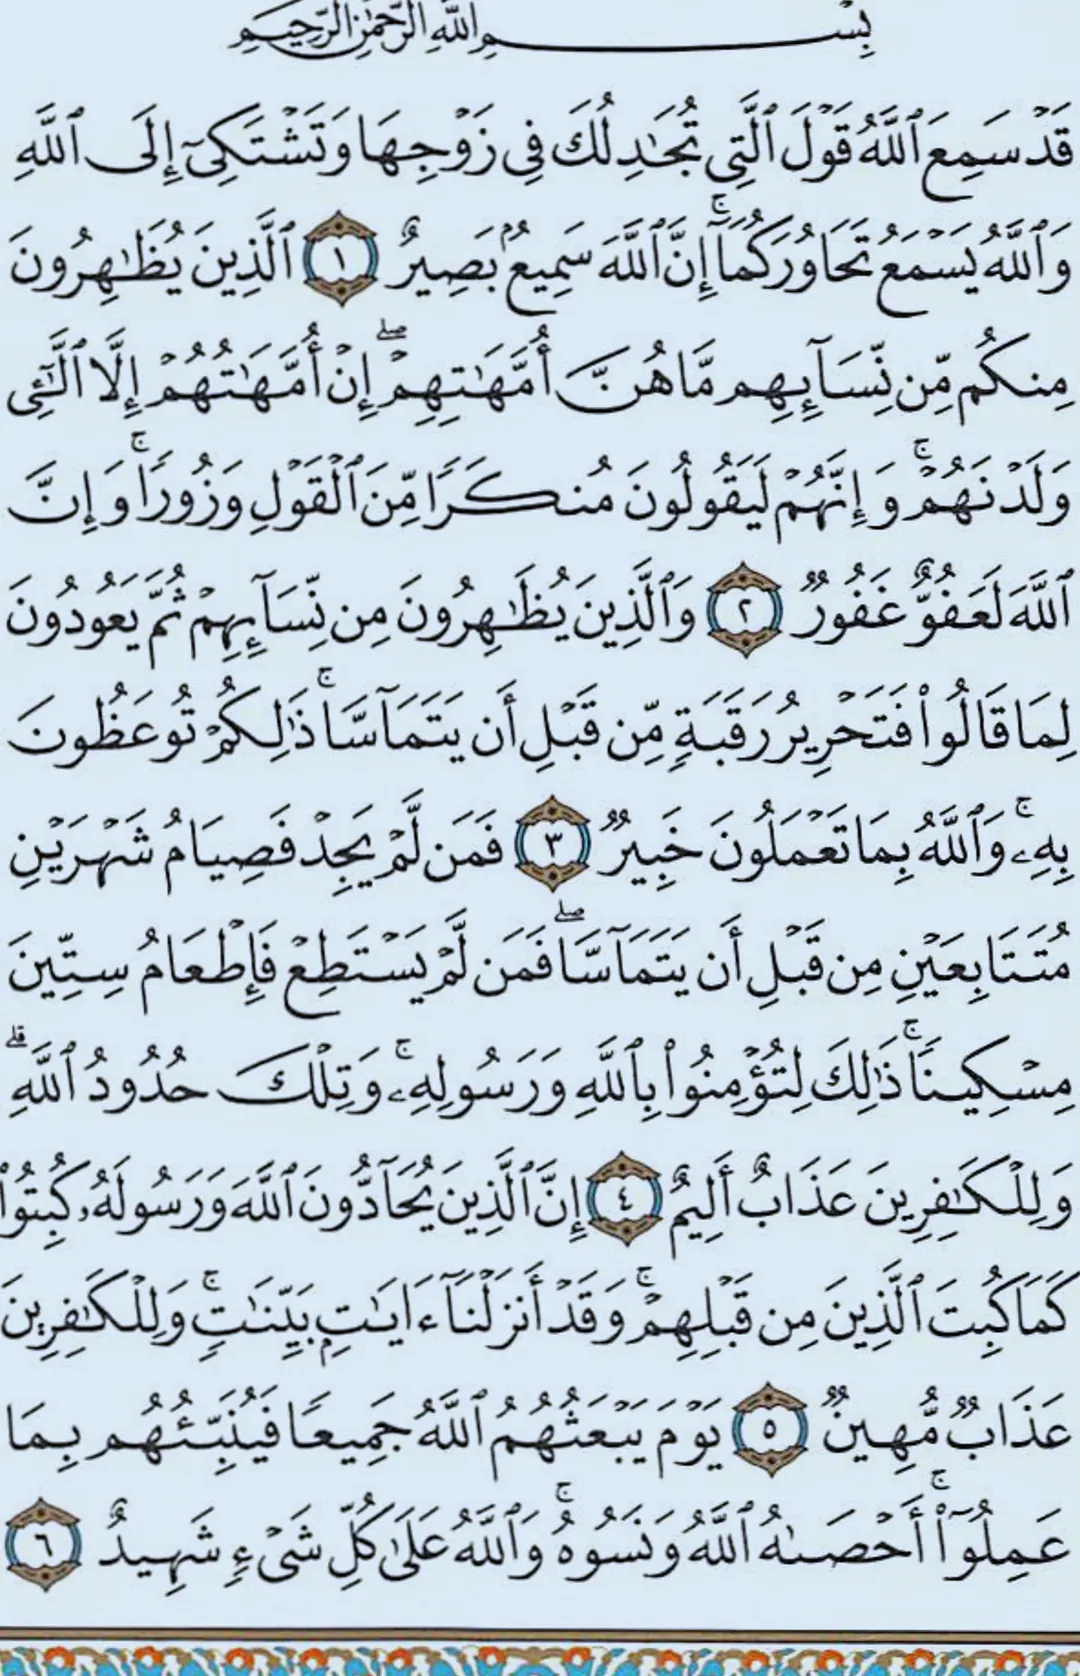 بِسْمِ ٱللَّهِ ٱلرَّحْمَٰنِ ٱلرَّحِيمِ
قَدْ سَمِعَ ٱللَّهُ قَوْلَ ٱلَّتِى تُجَٰدِلُكَ فِى زَوْجِهَا وَتَشْتَكِىٓ إِلَى ٱللَّهِ
وَٱللَّهُ يَسْمَعُ تَحَاوُرَكُمَآ ۚ إِنَّ ٱللَّهَ سَمِيعٌۢ بَصِيرٌ ١ ٱلَّذِينَ يُظَٰهِرُونَ
مِنكُم مِّن نِّسَآئِهِم مَّا هُنَّ أُمَّهَٰتِهِمْ ۖ إِنْ أُمَّهَٰتُهُمْ إِلَّا ٱلَّٰٓـِٔى
وَلَدْنَهُمْ ۚ وَإِنَّهُمْ لَيَقُولُونَ مُنكَرًا مِّنَ ٱلْقَوْلِ وَزُورًا ۚ وَإِنَّ
ٱللَّهَ لَعَفُوٌّ غَفُورٌ ٢ وَٱلَّذِينَ يُظَٰهِرُونَ مِن نِّسَآئِهِمْ ثُمَّ يَعُودُونَ
لِمَا قَالُوا۟ فَتَحْرِيرُ رَقَبَةٍ مِّن قَبْلِ أَن يَتَمَآسَّا ۚ ذَٰلِكُمْ تُوعَظُونَ
بِهِۦ ۚ وَٱللَّهُ بِمَا تَعْمَلُونَ خَبِيرٌ ٣ فَمَن لَّمْ يَجِدْ فَصِيَامُ شَهْرَيْنِ
مُتَتَابِعَيْنِ مِن قَبْلِ أَن يَتَمَآسَّا ۖ فَمَن لَّمْ يَسْتَطِعْ فَإِطْعَامُ سِتِّينَ
مِسْكِينًا ۚ ذَٰلِكَ لِتُؤْمِنُوا۟ بِٱللَّهِ وَرَسُولِهِۦ ۚ وَتِلْكَ حُدُودُ ٱللَّهِ ۗ
وَلِلْكَٰفِرِينَ عَذَابٌ أَلِيمٌ ٤ إِنَّ ٱلَّذِينَ يُحَآدُّونَ ٱللَّهَ وَرَسُولَهُۥ كُبِتُوا۟
كَمَا كُبِتَ ٱلَّذِينَ مِن قَبْلِهِمْ ۚ وَقَدْ أَنزَلْنَآ ءَايَٰتٍۭ بَيِّنَٰتٍ ۚ وَلِلْكَٰفِرِينَ
عَذَابٌ مُّهِينٌ ٥ يَوْمَ يَبْعَثُهُمُ ٱللَّهُ جَمِيعًا فَيُنَبِّئُهُم بِمَا
عَمِلُوٓا۟ ۚ أَحْصَىٰهُ ٱللَّهُ وَنَسُوهُ ۚ وَٱللَّهُ عَلَىٰ كُلِّ شَىْءٍ شَهِيدٌ ٦